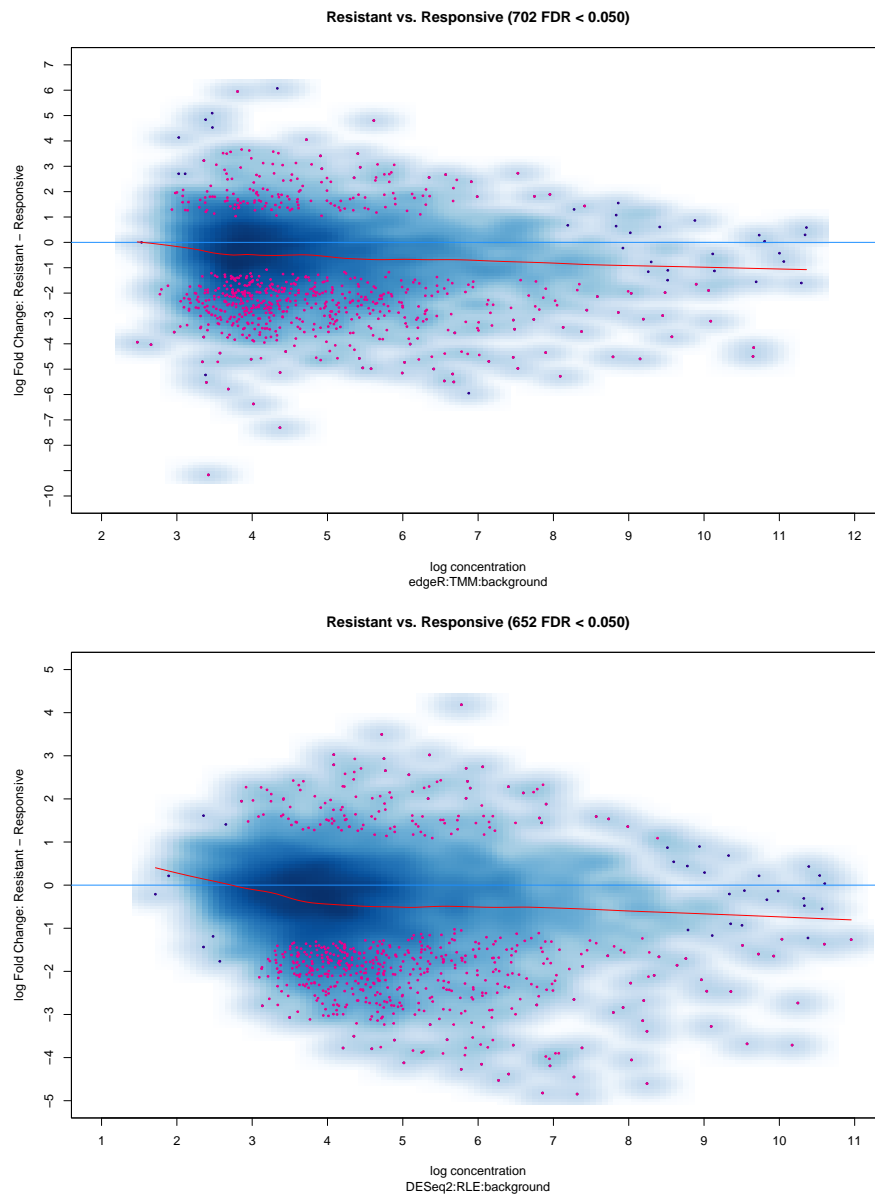 Resistant vs. Responsive (702 FDR < 0.050)
7
6
5
4
3
2
1
0
−1
−2
−3
−4
−5
−6
−7
−8
−10
log Fold Change: Resistant − Responsive
2 3 4 5 6 7 8 9 10 11 12
log concentration
edgeR:TMM:background
Resistant vs. Responsive (652 FDR < 0.050)
5
4
3
2
1
0
−1
−2
−3
−4
−5
log Fold Change: Resistant − Responsive
1 2 3 4 5 6 7 8 9 10 11
log concentration
DESeq2:RLE:background